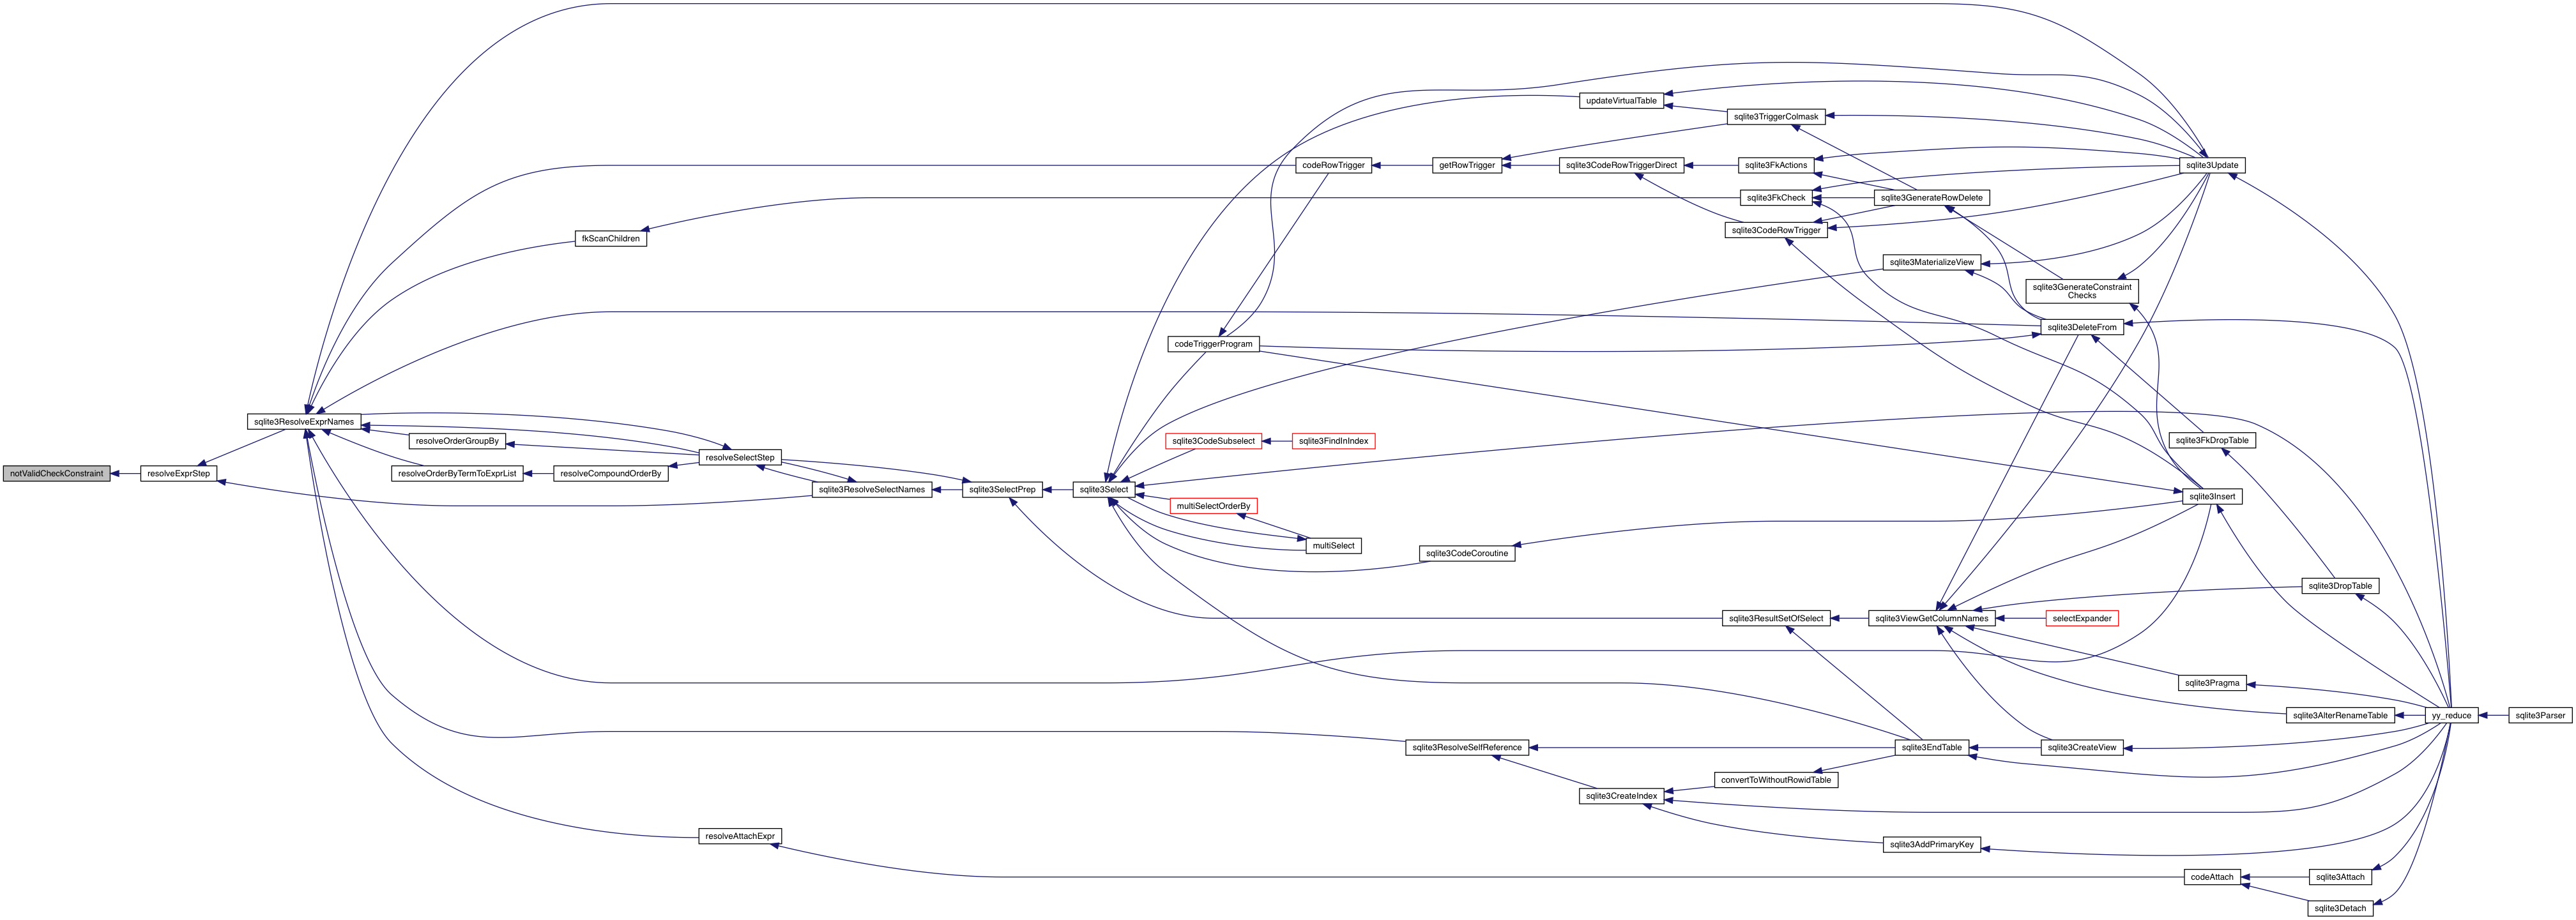 updateVirtualTable
sqlite3TriggerColmask
codeRowTrigger
getRowTrigger
sqlite3CodeRowTriggerDirect
sqlite3FkActions
sqlite3Update
sqlite3FkCheck
sqlite3GenerateRowDelete
sqlite3CodeRowTrigger
fkScanChildren
sqlite3MaterializeView
sqlite3GenerateConstraint
Checks
sqlite3DeleteFrom
codeTriggerProgram
sqlite3ResolveExprNames
resolveOrderGroupBy
sqlite3CodeSubselect
sqlite3FindInIndex
sqlite3FkDropTable
resolveSelectStep
notValidCheckConstraint
resolveExprStep
resolveOrderByTermToExprList
resolveCompoundOrderBy
sqlite3ResolveSelectNames
sqlite3SelectPrep
sqlite3Select
sqlite3Insert
multiSelectOrderBy
multiSelect
sqlite3CodeCoroutine
sqlite3DropTable
sqlite3ResultSetOfSelect
sqlite3ViewGetColumnNames
selectExpander
sqlite3Pragma
sqlite3AlterRenameTable
yy_reduce
sqlite3Parser
sqlite3ResolveSelfReference
sqlite3EndTable
sqlite3CreateView
convertToWithoutRowidTable
sqlite3CreateIndex
resolveAttachExpr
sqlite3AddPrimaryKey
codeAttach
sqlite3Attach
sqlite3Detach